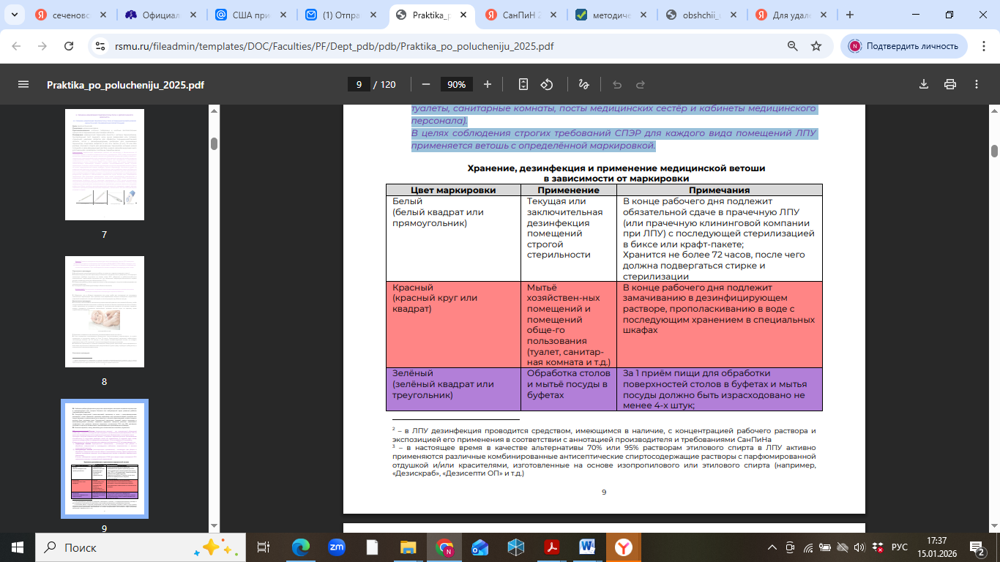 сеченовс
Официал
США при
(1) Отпра
Praktika_p
СанПиН 2
методиче
obshchii_u
Для удале
rsmu.ru/fileadmin/templates/DOC/Faculties/PF/Dept_pdb/pdb/Praktika_po_polucheniju_2025.pdf
Подтвердить личность
Praktika_po_polucheniju_2025.pdf
9 / 120
90%
туалеты, санитарные комнаты, посты медицинских сестёр и кабинеты медицинского
персонала).
В целях соблюдения строгих требований СПЭР для каждого вида помещений ЛПУ
применяется ветошь с определённой маркировкой.
Хранение, дезинфекция и применение медицинской ветоши
в зависимости от маркировки
Цвет маркировки
Применение
Примечания
Белый
(белый квадрат или
прямоугольник)
Текущая или
заключительная
дезинфекция
помещений
строгой
стерильности
В конце рабочего дня подлежит
обязательной сдаче в прачечную ЛПУ
(или прачечную клининговой компании
при ЛПУ) с последующей стерилизацией
в биксе или крафт-пакете;
Хранится не более 72 часов, после чего
должна подвергаться стирке и
стерилизации
Красный
(красный круг или
квадрат)
Мытьё
хозяйствен-ных
помещений и
помещений
обще-го
пользования
(туалет, санитар-
ная комната и т.д.)
В конце рабочего дня подлежит
замачиванию в дезинфицирующем
растворе, прополаскиванию в воде с
последующим хранением в специальных
шкафах
Зелёный
(зелёный квадрат или
треугольник)
Обработка столов
и мытьё посуды в
буфетах
За 1 приём пищи для обработки
поверхностей столов в буфетах и мытья
посуды должно быть израсходовано не
менее 4-х штук;
2 – в ЛПУ дезинфекция проводится средством, имеющимся в наличие, с концентрацией рабочего раствора и
экспозицией его применения в соответствии с аннотацией производителя и требованиями СанПиНа
3 – в настоящее время в качестве альтернативы 70% или 95% растворам этилового спирта в ЛПУ активно
применяются различные комбинированные антисептические спиртосодержащие растворы с парфюмированной
отдушкой и/или красителями, изготовленные на основе изопропилового или этилового спирта (например,
«Дезискраб», «Дезисепти ОП» и т.д.)
9
7
8
9
Поиск
РУС
17:37
15.01.2026
2